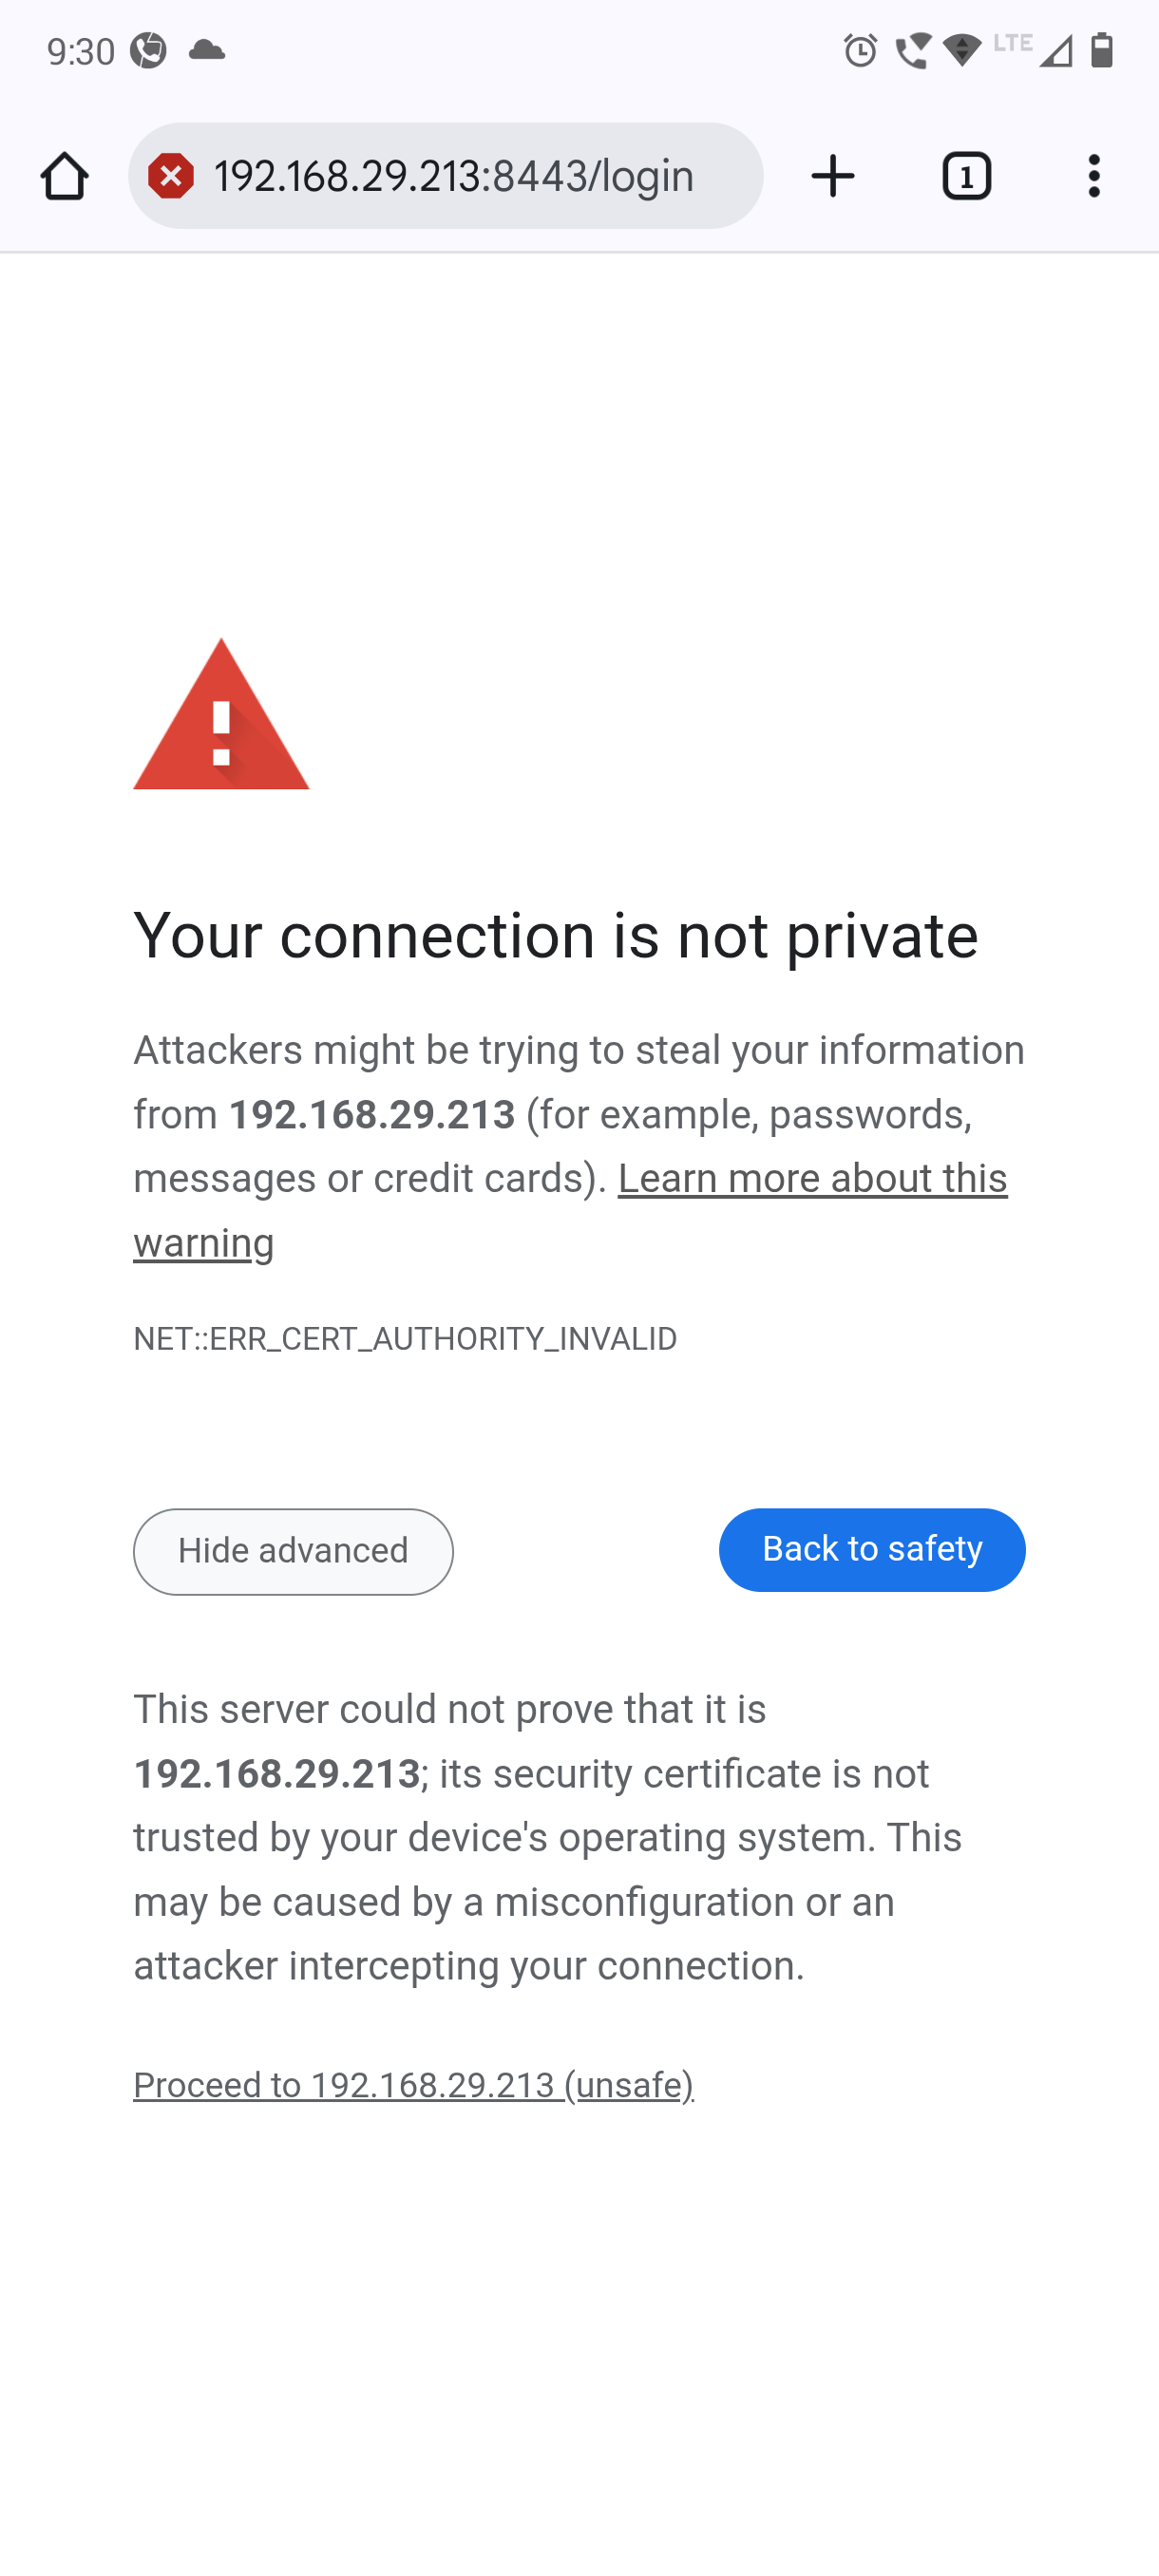 9:30
LTE
192.168.29.213:8443/login
1
Your connection is not private
Attackers might be trying to steal your information
from 192.168.29.213 (for example, passwords,
messages or credit cards). Learn more about this
warning
NET::ERR_CERT_AUTHORITY_INVALID
Hide advanced
Back to safety
This server could not prove that it is
192.168.29.213; its security certificate is not
trusted by your device's operating system. This
may be caused by a misconfiguration or an
attacker intercepting your connection.
Proceed to 192.168.29.213 (unsafe)